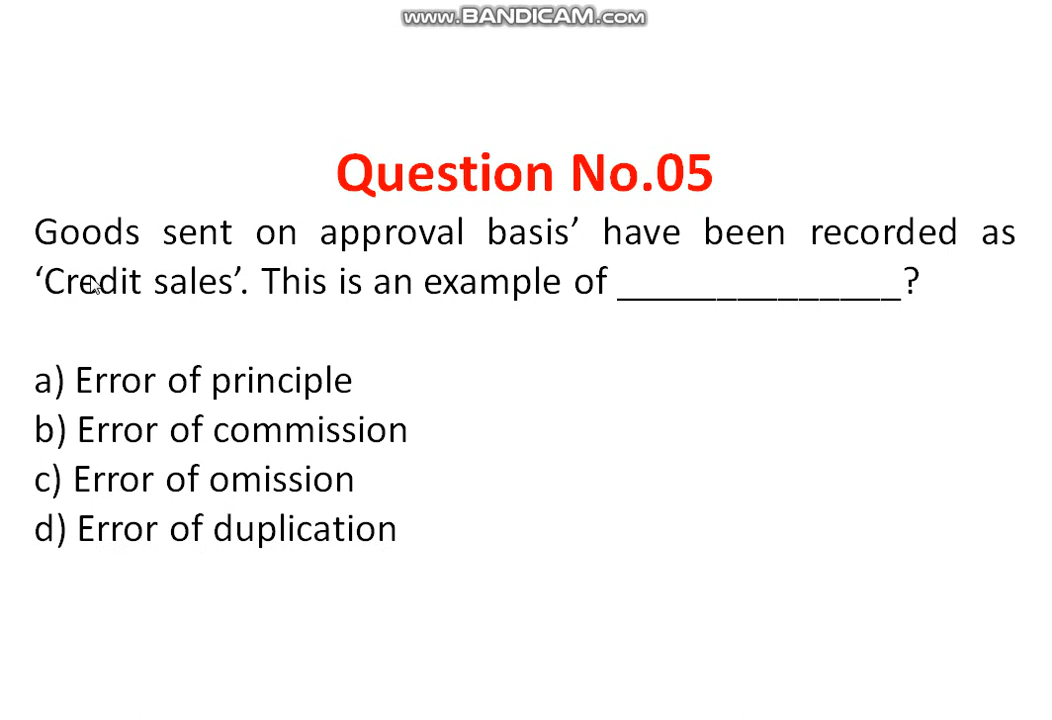 www.BANDICAM.com
Question No.05
Goods sent on approval basis’ have been recorded as
‘Credit sales’. This is an example of ______________?
a) Error of principle
b) Error of commission
c) Error of omission
d) Error of duplication